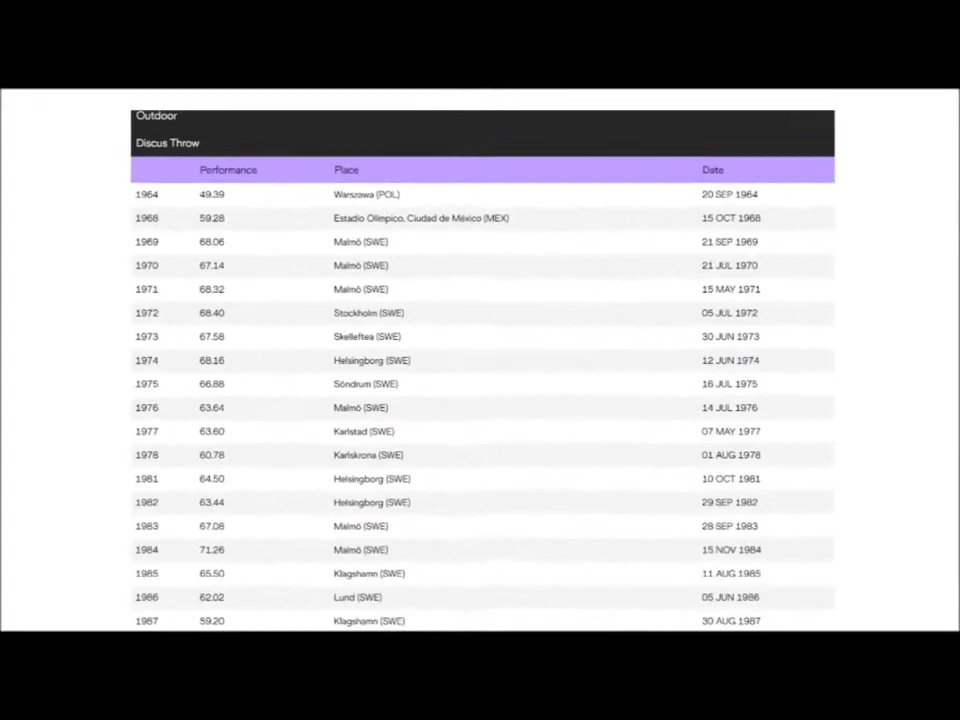 Outdoor
Discus Throw
Performance Place Date
1964 49.39 Warszawa (POL) 20 SEP 1964
1968 59.28 Estadio Olímpico, Ciudad de México (MEX) 15 OCT 1968
1969 68.06 Malmö (SWE) 21 SEP 1969
1970 67.14 Malmö (SWE) 21 JUL 1970
1971 68.32 Malmö (SWE) 15 MAY 1971
1972 68.40 Stockholm (SWE) 05 JUL 1972
1973 67.58 Skelleftea (SWE) 30 JUN 1973
1974 68.16 Helsingborg (SWE) 12 JUN 1974
1975 66.88 Söndrum (SWE) 16 JUL 1975
1976 63.64 Malmö (SWE) 14 JUL 1976
1977 63.60 Karlstad (SWE) 07 MAY 1977
1978 60.78 Karlskrona (SWE) 01 AUG 1978
1981 64.50 Helsingborg (SWE) 10 OCT 1981
1982 63.44 Helsingborg (SWE) 29 SEP 1982
1983 67.08 Malmö (SWE) 28 SEP 1983
1984 71.26 Malmö (SWE) 15 NOV 1984
1985 65.50 Klagshamn (SWE) 11 AUG 1985
1986 62.02 Lund (SWE) 05 JUN 1986
1987 59.20 Klagshamn (SWE) 30 AUG 1987